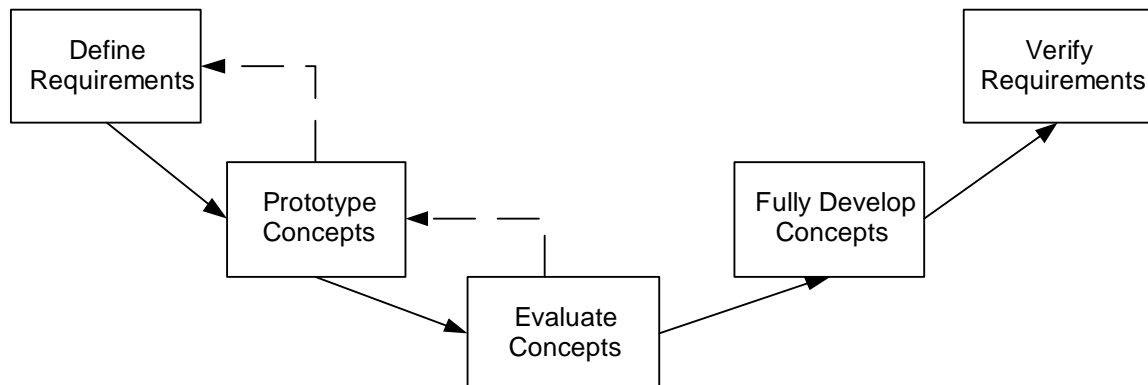 Define
Requirements
Prototype
Concepts
Evaluate
Concepts
Fully Develop
Concepts
Verify
Requirements